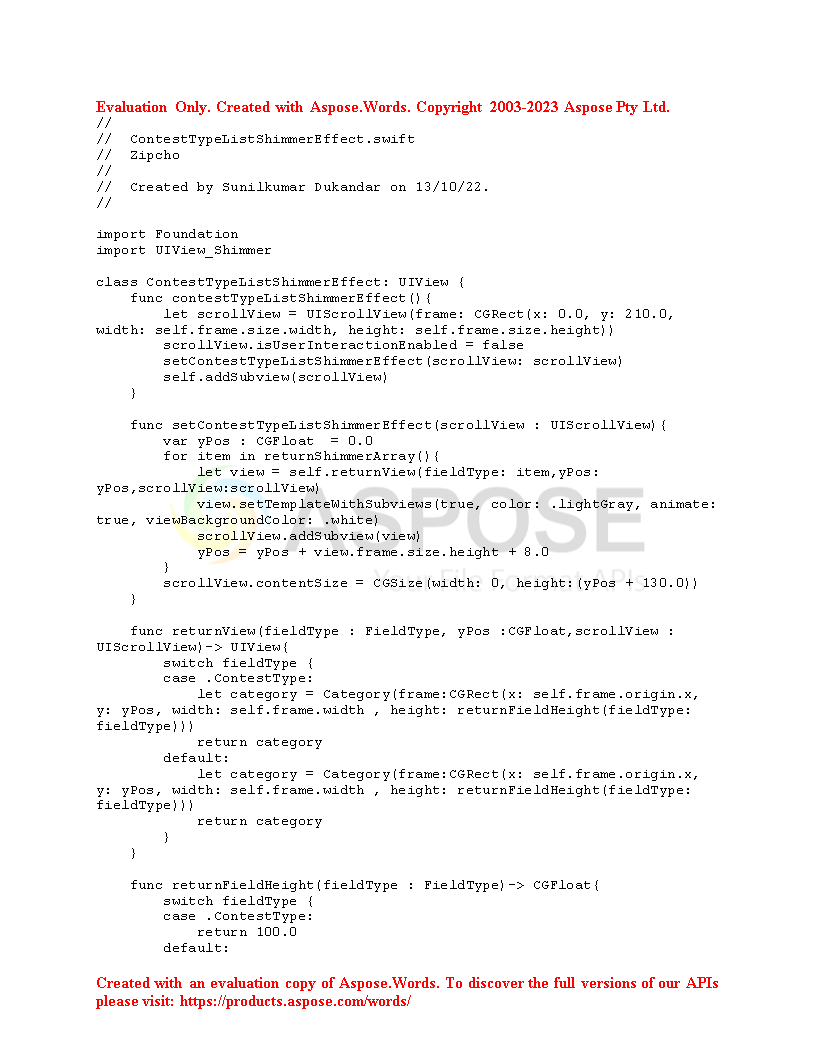 Evaluation Only. Created with Aspose.Words. Copyright 2003-2023 Aspose Pty Ltd.
//
//  ContestTypeListShimmerEffect.swift
//  Zipcho
//
//  Created by Sunilkumar Dukandar on 13/10/22.
//

import Foundation
import UIView_Shimmer

class ContestTypeListShimmerEffect: UIView {
    func contestTypeListShimmerEffect(){
        let scrollView = UIScrollView(frame: CGRect(x: 0.0, y: 210.0,
width: self.frame.size.width, height: self.frame.size.height))
        scrollView.isUserInteractionEnabled = false
        setContestTypeListShimmerEffect(scrollView: scrollView)
        self.addSubview(scrollView)
    }

    func setContestTypeListShimmerEffect(scrollView : UIScrollView){
        var yPos : CGFloat  = 0.0
        for item in returnShimmerArray(){
            let view = self.returnView(fieldType: item,yPos:
yPos,scrollView:scrollView)
            view.setTemplateWithSubviews(true, color: .lightGray, animate:
true, viewBackgroundColor: .white)
            scrollView.addSubview(view)
            yPos = yPos + view.frame.size.height + 8.0
        }
        scrollView.contentSize = CGSize(width: 0, height:(yPos + 130.0))
    }

    func returnView(fieldType : FieldType, yPos :CGFloat,scrollView :
UIScrollView)-> UIView{
        switch fieldType {
        case .ContestType:
            let category = Category(frame:CGRect(x: self.frame.origin.x,
y: yPos, width: self.frame.width , height: returnFieldHeight(fieldType:
fieldType)))
            return category
        default:
            let category = Category(frame:CGRect(x: self.frame.origin.x,
y: yPos, width: self.frame.width , height: returnFieldHeight(fieldType:
fieldType)))
            return category
        }
    }

    func returnFieldHeight(fieldType : FieldType)-> CGFloat{
        switch fieldType {
        case .ContestType:
            return 100.0
        default:
ASPOSE
Your File Format APIs
Created with an evaluation copy of Aspose.Words. To discover the full versions of our APIs
please visit: https://products.aspose.com/words/